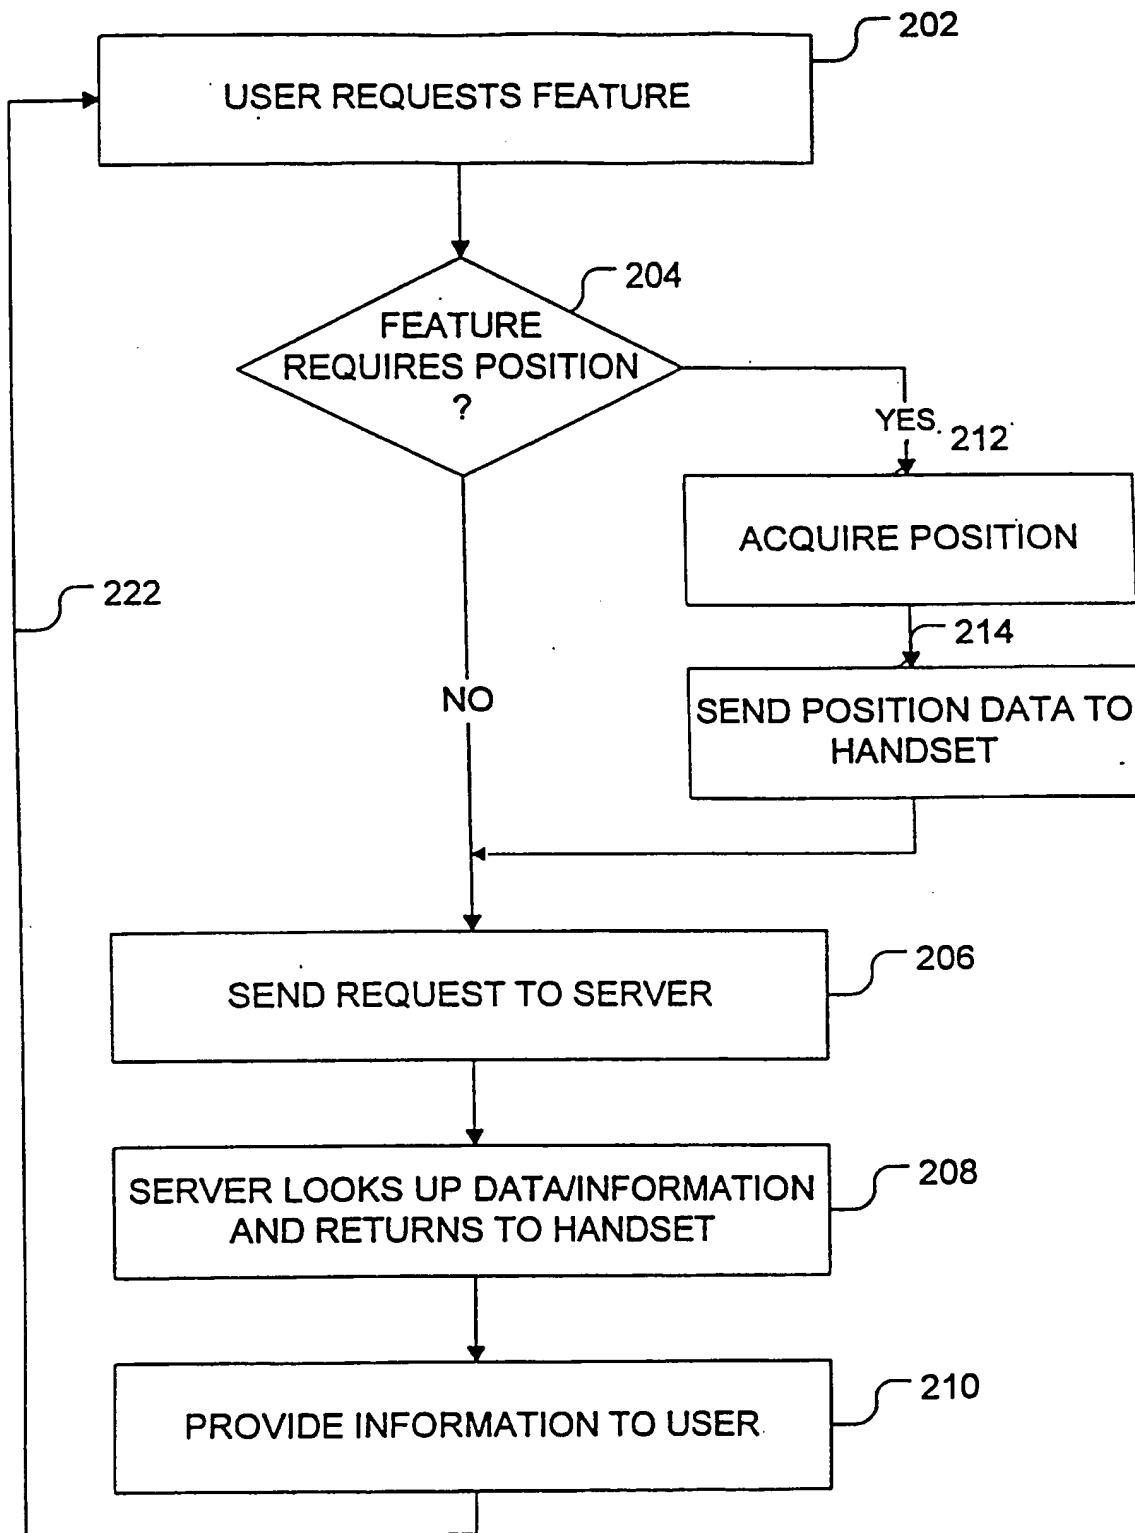 202
USER REQUESTS FEATURE
204
FEATURE
REQUIRES POSITION
?
YES
212
ACQUIRE POSITION
222
214
NO
SEND POSITION DATA TO
HANDSET
206
SEND REQUEST TO SERVER
208
SERVER LOOKS UP DATA/INFORMATION
AND RETURNS TO HANDSET
210
PROVIDE INFORMATION TO USER